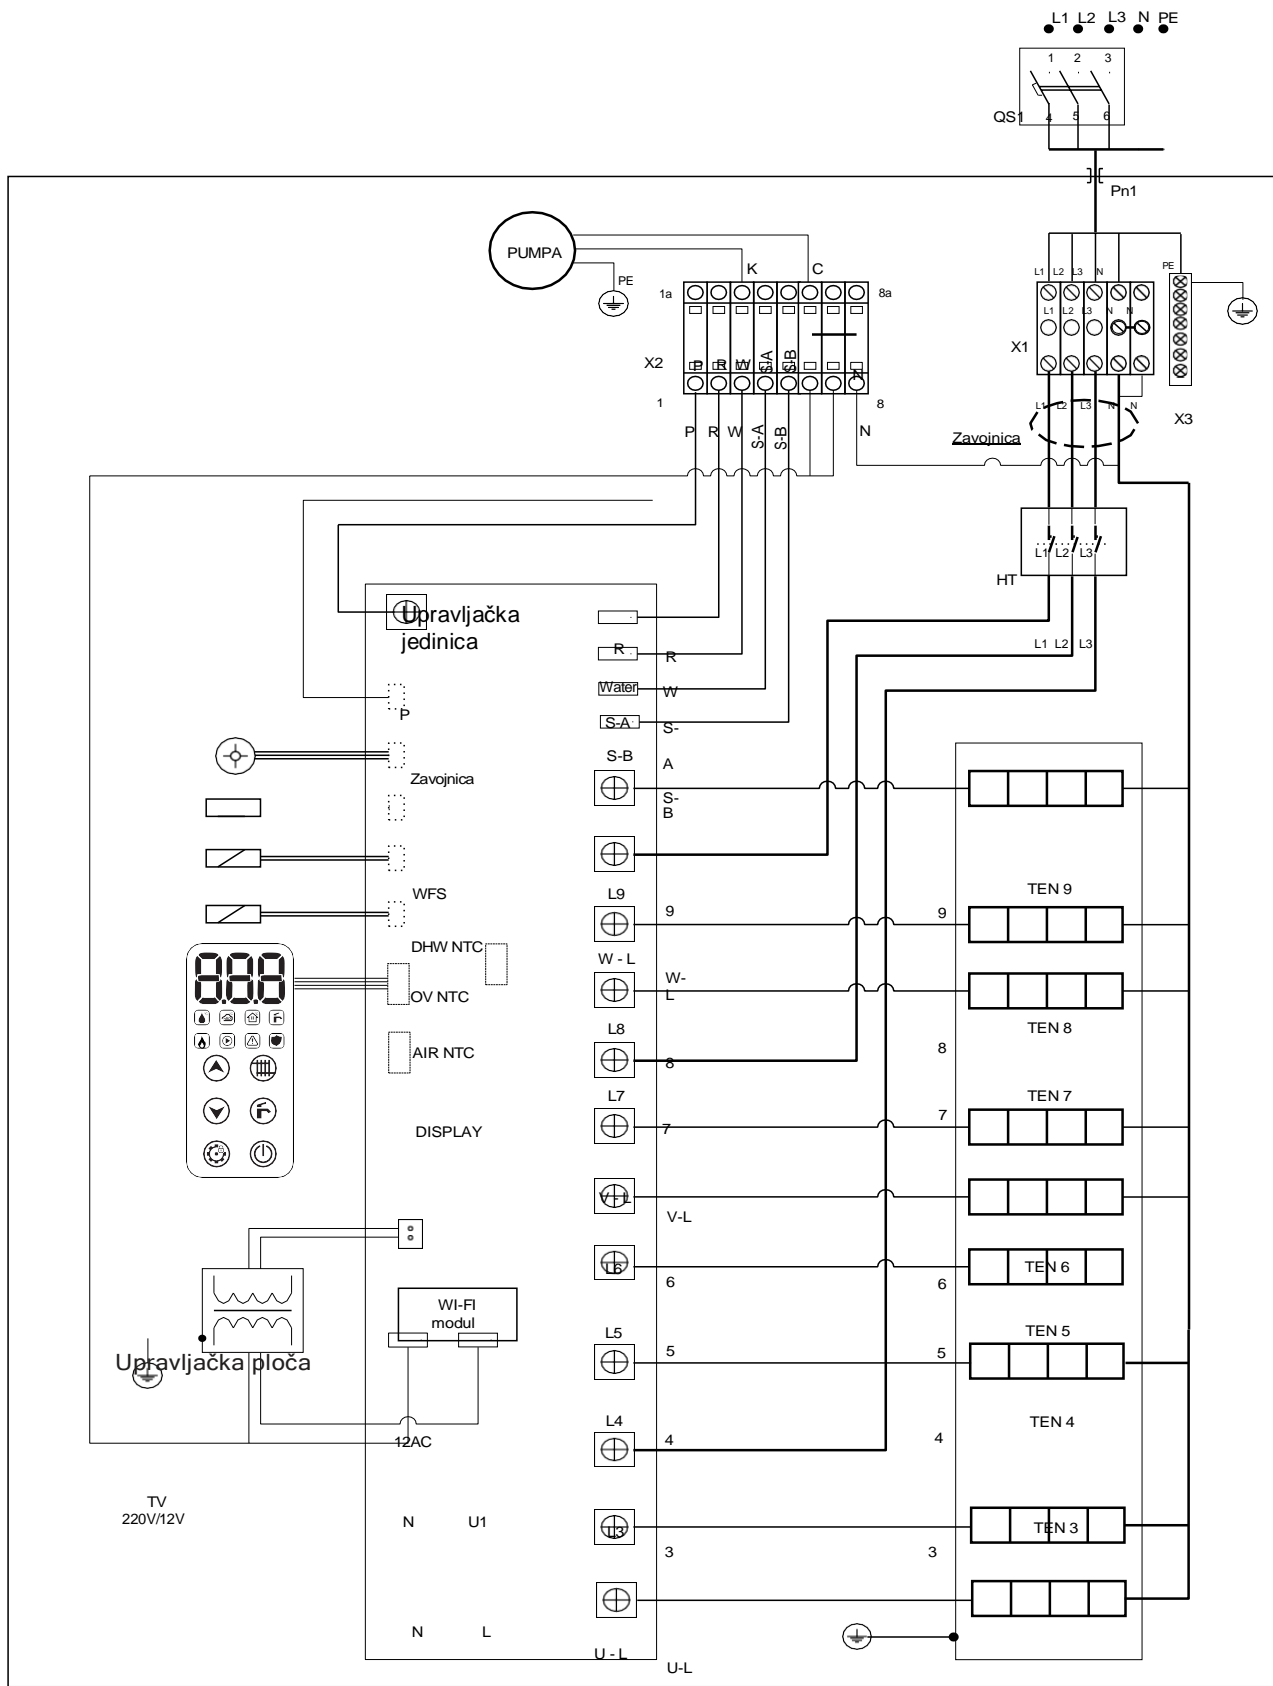 L1 L2 L3 N PE
1 2 3
QS1
4 5 6
Pn1
PUMPA
K C
PE
1a 8a
L1 L2 L3 N
PE
L1 L2 L3 N N
X1
X2
P R W S-A S-B N
1 8
P R W S-A S-B N
L1 L2 L3 N N
X3
Zavojnica
L1 L2 L3
HT
L1 L2 L3
Upravljačka
jedinica
R R
Water W
P
S-A S-
S-B A
Zavojnica
S-
B
WFS
L9 9 9
TEN 9
DHW NTC
W - L W-
L
OV NTC
888
L8 8 8
TEN 8
AIR NTC
L7 7 7
TEN 7
DISPLAY
V - L V-L
L6 6 6
TEN 6
WI-FI
modul
L5 5 5
TEN 5
Upravljačka ploča
L4 4 4
TEN 4
12AC
TV
220V/12V
N U1
L3 3 3
TEN 3
N L
U - L U-L